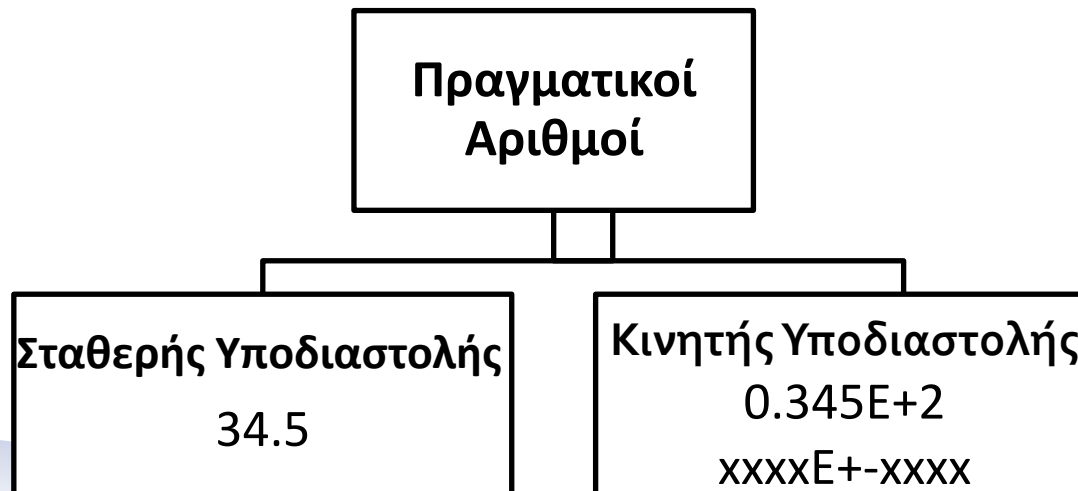 Πραγματικοί
Αριθμοί
Σταθερής Υποδιαστολής
34.5
Κινητής Υποδιαστολής
0.345E+2
xxxxE+-xxxx